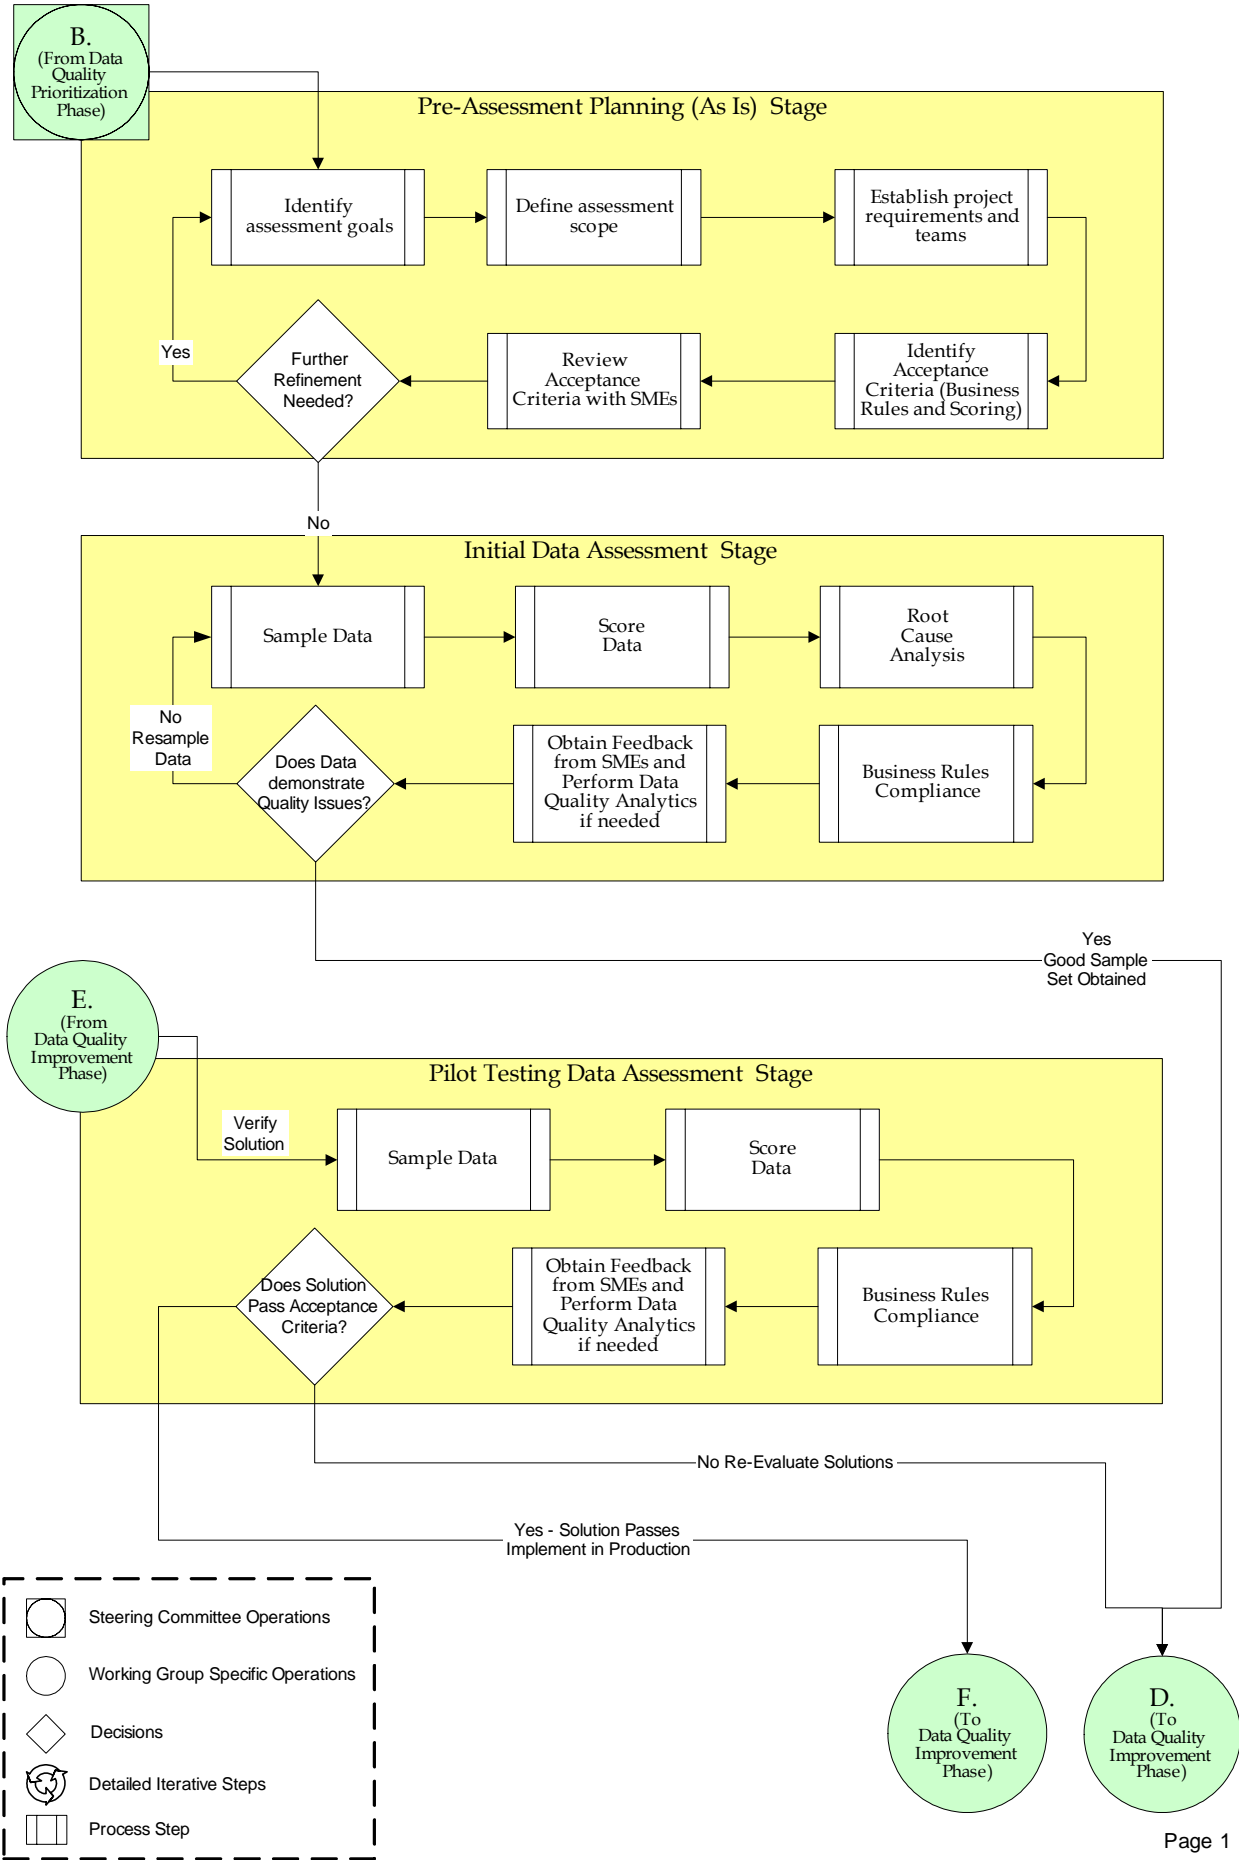 B.
(From Data
Quality
Prioritization
Phase)
Pre-Assessment Planning (As Is)  Stage
Identify
assessment goals
Define assessment
scope
Establish project
requirements and
teams
Yes
Further
Refinement
Needed?
Review
Acceptance
Criteria with SMEs
Identify
Acceptance
Criteria (Business
Rules and Scoring)
No
Initial Data Assessment  Stage
Sample Data
Score
Data
Root
Cause
Analysis
No
Resample
Data
Does Data
demonstrate
Quality Issues?
Obtain Feedback
from SMEs and
Perform Data
Quality Analytics
if needed
Business Rules
Compliance
Yes
Good Sample
Set Obtained
E.
(From
Data Quality
Improvement
Phase)
Pilot Testing Data Assessment  Stage
Verify
Solution
Sample Data
Score
Data
Does Solution
Pass Acceptance
Criteria?
Obtain Feedback
from SMEs and
Perform Data
Quality Analytics
if needed
Business Rules
Compliance
No Re-Evaluate Solutions
Yes - Solution Passes
Implement in Production
Steering Committee Operations
Working Group Specific Operations
Decisions
Detailed Iterative Steps
Process Step
F.
(To
Data Quality
Improvement
Phase)
D.
(To
Data Quality
Improvement
Phase)
Page 1